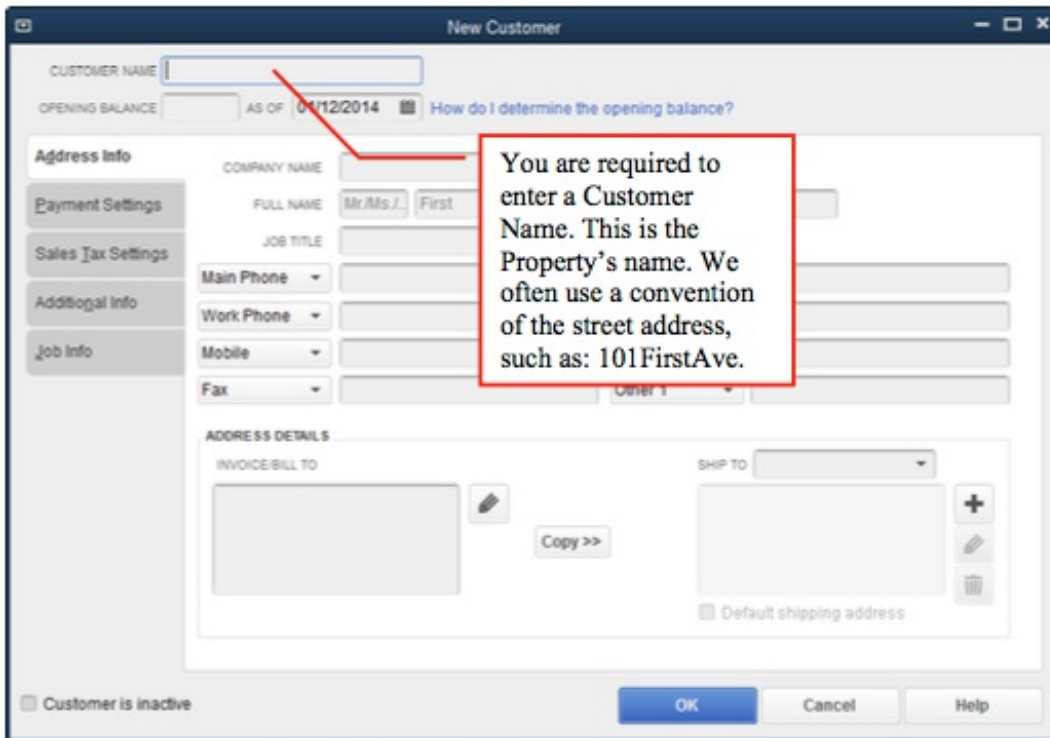 New Customer
CUSTOMER NAME
OPENING BALANCE AS OF 01/12/2014 How do I determine the opening balance?
Address Info
Payment Settings
Sales Tax Settings
Additional Info
Job Info
COMPANY NAME
FULL NAME Mr./Ms./.. First
JOB TITLE
Main Phone
Work Phone
Mobile
Fax Other 1
You are required to
enter a Customer
Name. This is the
Property's name. We
often use a convention
of the street address,
such as: 101FirstAve.
ADDRESS DETAILS
INVOICE/BILL TO
SHIP TO
Copy >>
Default shipping address
Customer is inactive
OK Cancel Help